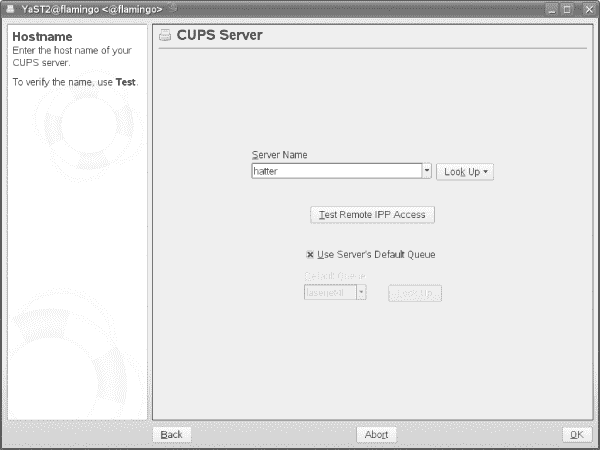 YaST2@flamingo <@flamingo>
Hostname
Enter the host name of your
CUPS server.
To verify the name, use Test.
CUPS Server
Server Name
hatter
Look Up
Test Remote IPP Access
Use Server's Default Queue
Default Queue
Look Up
Back
Abort
OK